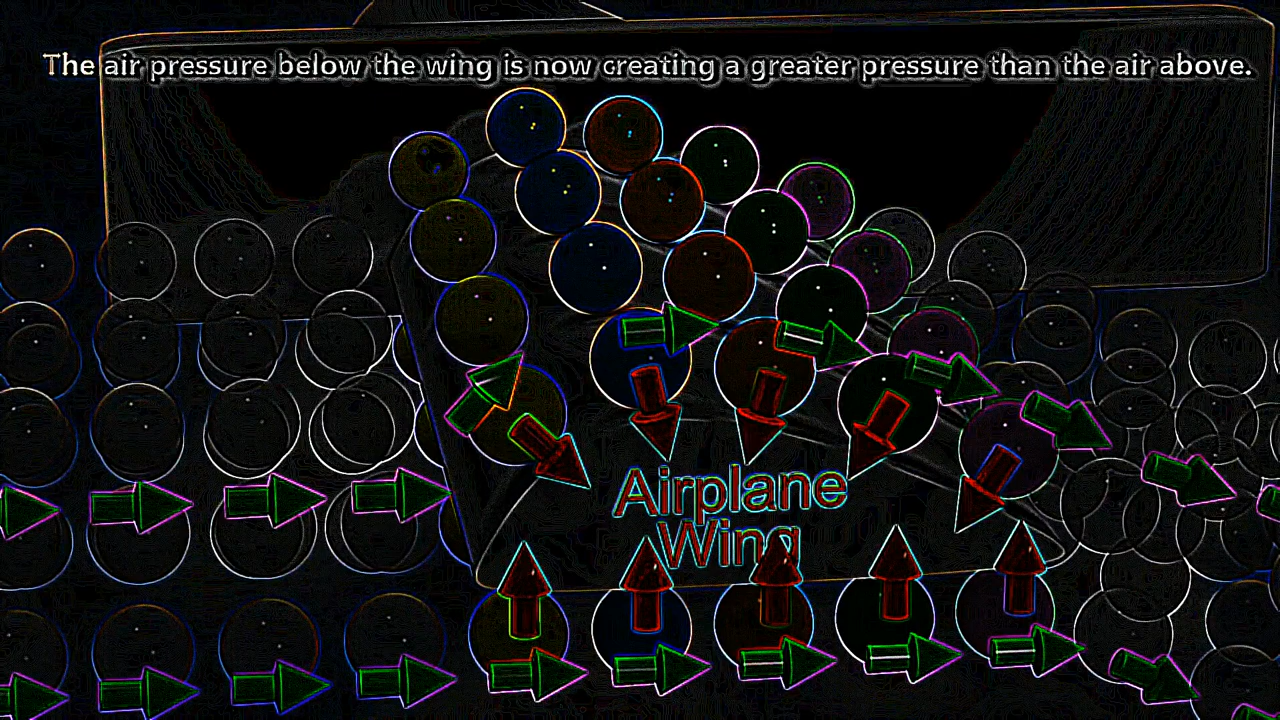 The air pressure below the wing is now creating a greater pressure than the air above.
Airplane
Wing